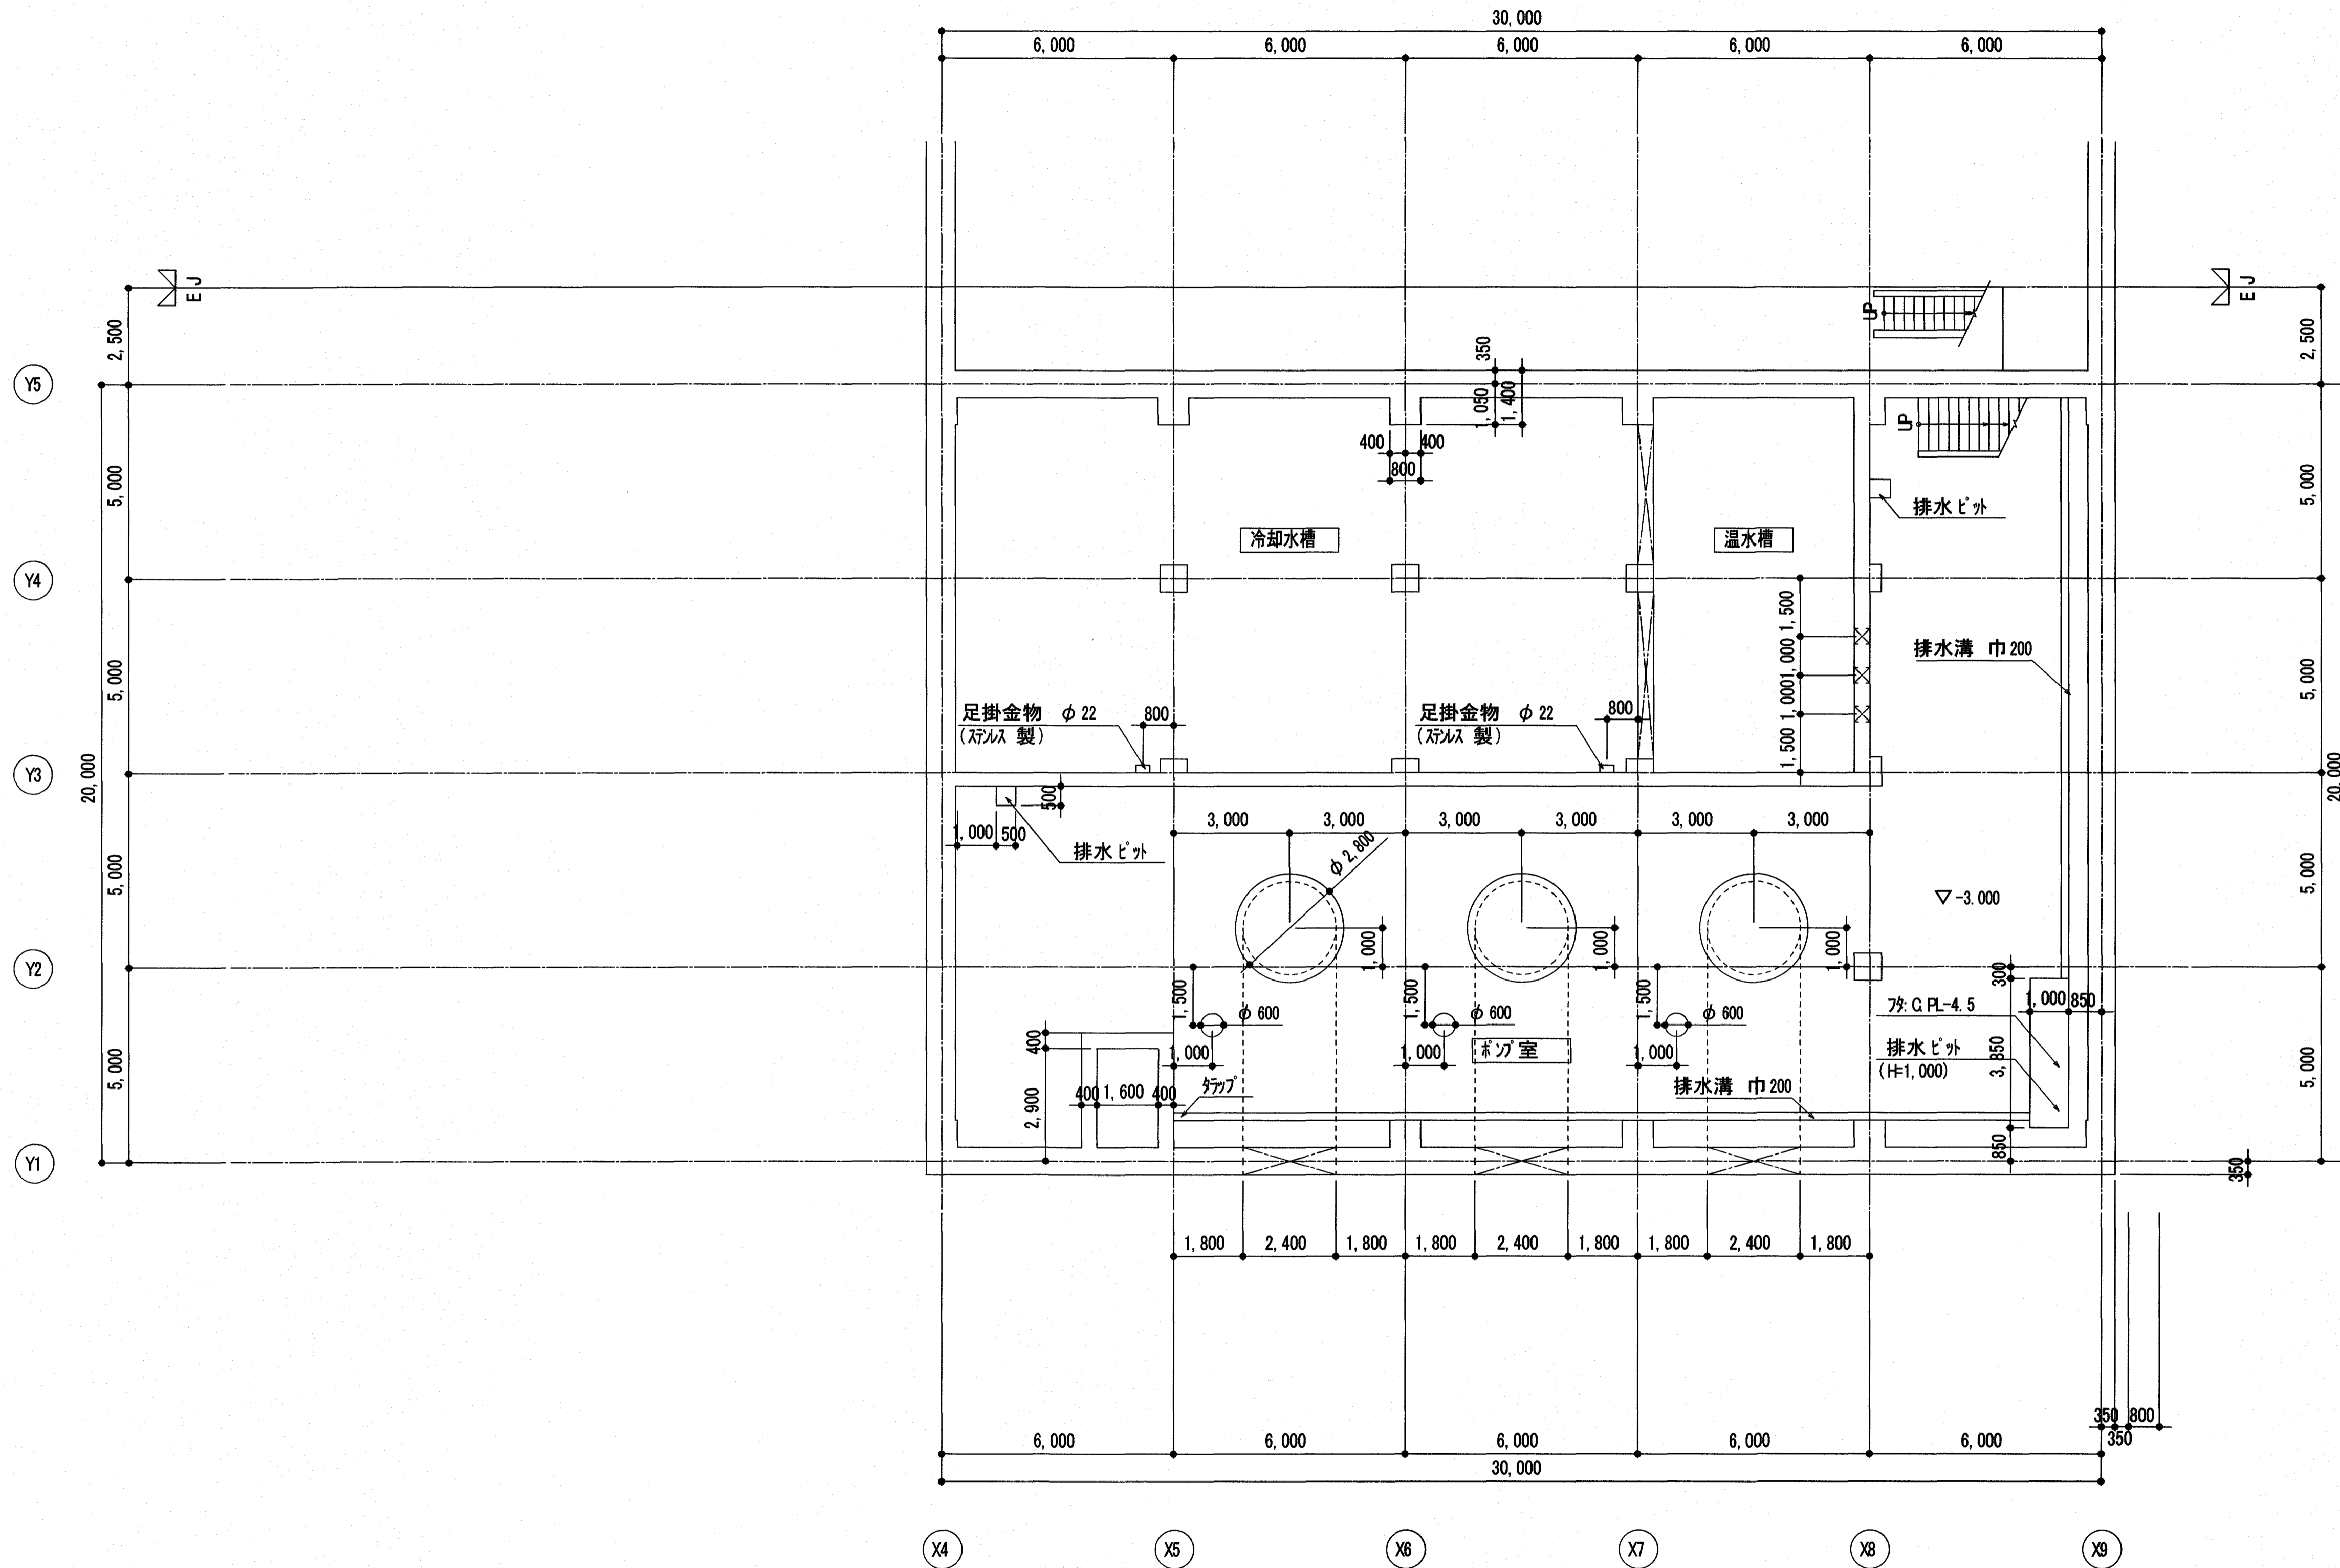 30,000
6,000 6,000 6,000 6,000 6,000
EJ
EJ
UP
2,500
350
2,500
Y5
1,050
1,400
UP
400 400
800
5,000
5,000
排水ピット
冷却水槽
温水槽
Y4
1,500
排水溝 巾200
1,000
5,000
5,000
1,000
足掛金物 φ22
(ステンレス 製)
800
足掛金物 φ22
(ステンレス 製)
800
1,500
Y3
20,000
20,000
500
1,000 500
排水ピット
3,000 3,000 3,000 3,000 3,000 3,000
φ2,800
5,000
5,000
▽-3.000
1,000
1,000
1,000
Y2
300
1,500
1,500
1,500
1,000 850
フタ:C.PL-4.5
φ600
φ600
φ600
400
1,000
1,000
ポンプ室
1,000
排水ピット
(H=1,000)
3,850
5,000
5,000
400 1,600 400
タラップ
排水溝 巾200
2,900
850
Y1
350
1,800 2,400 1,800 1,800 2,400 1,800 1,800 2,400 1,800
350 800
350
6,000 6,000 6,000 6,000 6,000
30,000
X4 X5 X6 X7 X8 X9